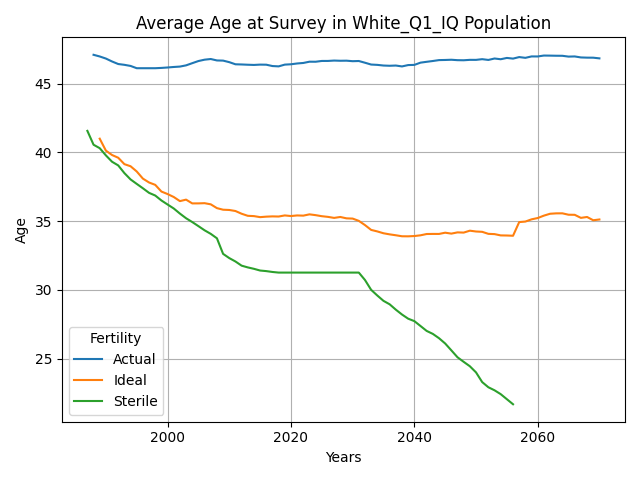 Average Age at Survey in White_Q1_IQ Population
Age
45
40
35
30
25
Fertility
Actual
Ideal
Sterile
2000
2020
2040
2060
Years